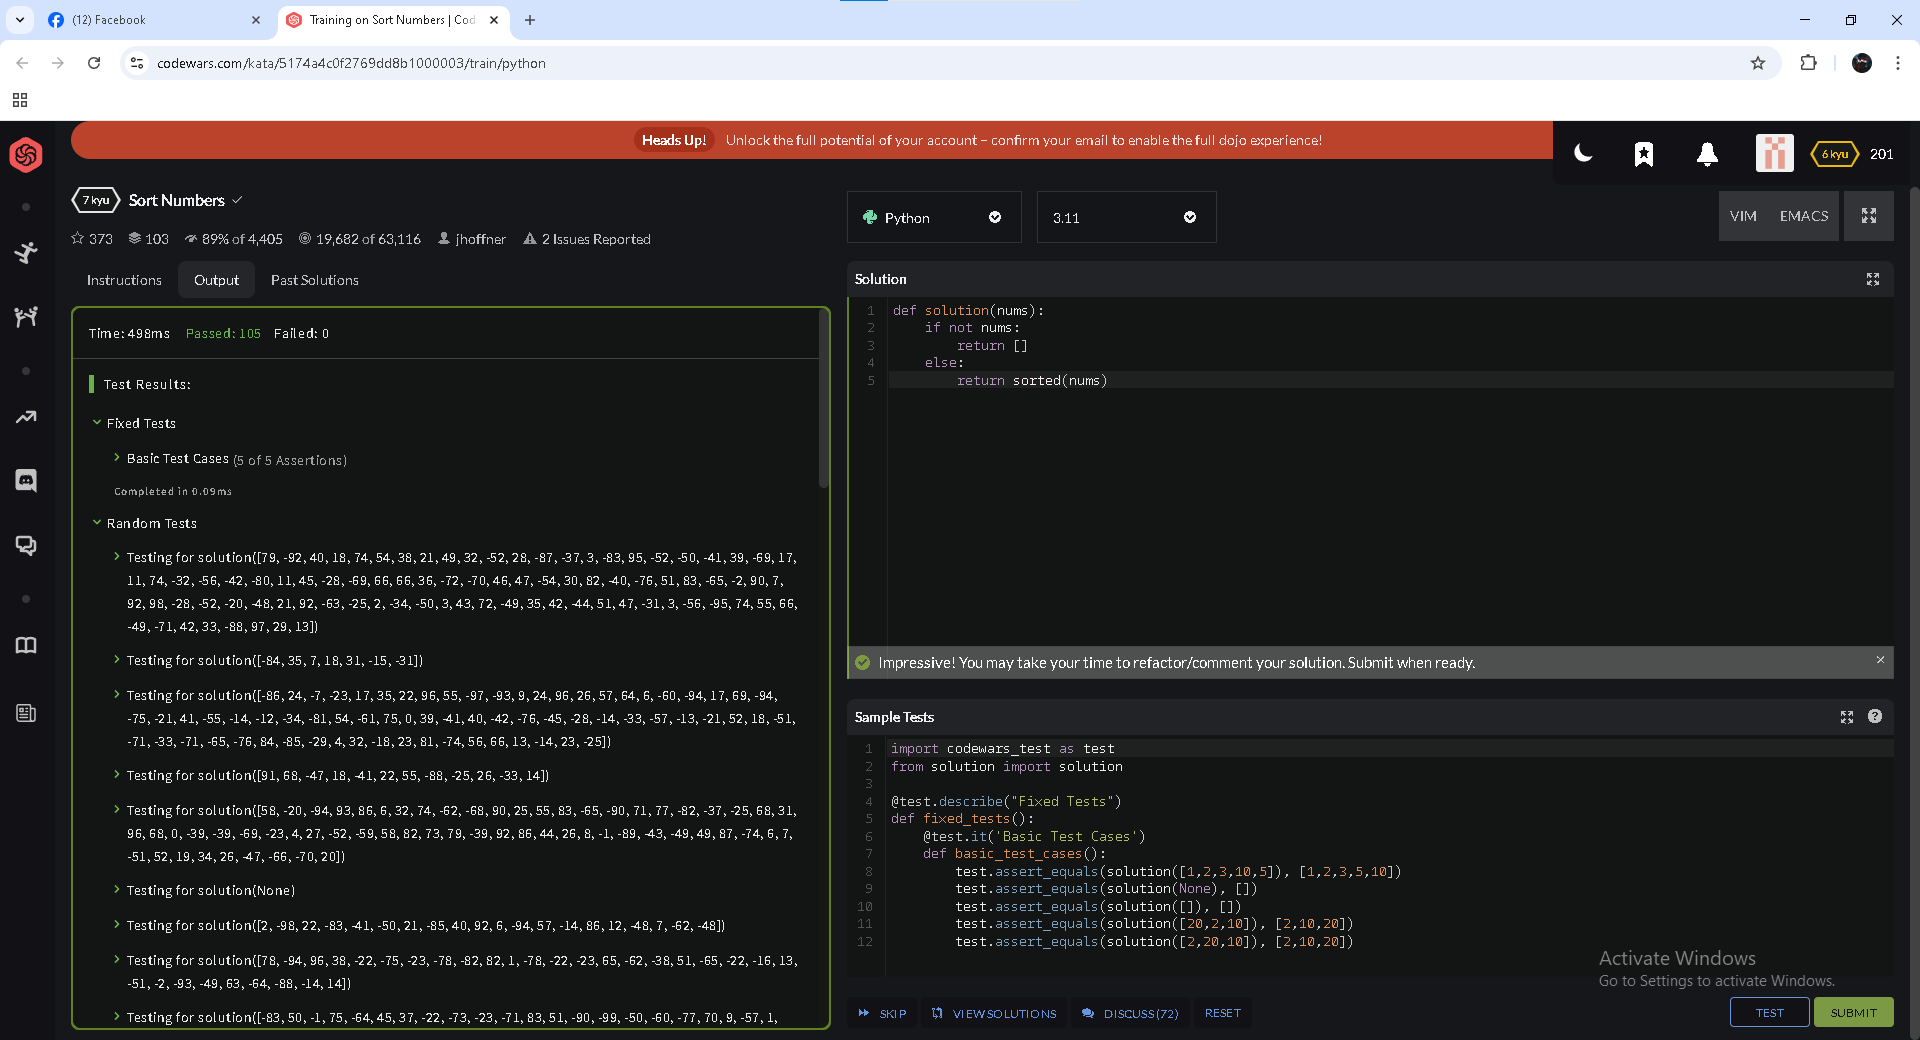 (12) Facebook
Training on Sort Numbers | Cod
codewars.com/kata/5174a4c0f2769dd8b1000003/train/python
Heads Up! Unlock the full potential of your account – confirm your email to enable the full dojo experience!
6 kyu 201
7 kyu Sort Numbers
373 103 89% of 4,405 19,682 of 63,116 jhoffner 2 Issues Reported
Instructions Output Past Solutions
Time: 498ms Passed: 105 Failed: 0
Test Results:
Fixed Tests
Basic Test Cases (5 of 5 Assertions)
Completed in 0.09ms
Random Tests
Testing for solution([79, -92, 40, 18, 74, 54, 38, 21, 49, 32, -52, 28, -87, -37, 3, -83, 95, -52, -50, -41, 39, -69, 17,
11, 74, -32, -56, -42, -80, 11, 45, -28, -69, 66, 66, 36, -72, -70, 46, 47, -54, 30, 82, -40, -76, 51, 83, -65, -2, 90, 7,
92, 98, -28, -52, -20, -48, 21, 92, -63, -25, 2, -34, -50, 3, 43, 72, -49, 35, 42, -44, 51, 47, -31, 3, -56, -95, 74, 55, 66,
-49, -71, 42, 33, -88, 97, 29, 13])
Testing for solution([-84, 35, 7, 18, 31, -15, -31])
Testing for solution([-86, 24, -7, -23, 17, 35, 22, 96, 55, -97, -93, 9, 24, 96, 26, 57, 64, 6, -60, -94, 17, 69, -94,
-75, -21, 41, -55, -14, -12, -34, -81, 54, -61, 75, 0, 39, -41, 40, -42, -76, -45, -28, -14, -33, -57, -13, -21, 52, 18, -51,
-71, -33, -71, -65, -76, 84, -85, -29, 4, 32, -18, 23, 81, -74, 56, 66, 13, -14, 23, -25])
Testing for solution([91, 68, -47, 18, -41, 22, 55, -88, -25, 26, -33, 14])
Testing for solution([58, -20, -94, 93, 86, 6, 32, 74, -62, -68, 90, 25, 55, 83, -65, -90, 71, 77, -82, -37, -25, 68, 31,
96, 68, 0, -39, -39, -69, -23, 4, 27, -52, -59, 58, 82, 73, 79, -39, 92, 86, 44, 26, 8, -1, -89, -43, -49, 49, 87, -74, 6, 7,
-51, 52, 19, 34, 26, -47, -66, -70, 20])
Testing for solution(None)
Testing for solution([2, -98, 22, -83, -41, -50, 21, -85, 40, 92, 6, -94, 57, -14, 86, 12, -48, 7, -62, -48])
Testing for solution([78, -94, 96, 38, -22, -75, -23, -78, -82, 82, 1, -78, -22, -23, 65, -62, -38, 51, -65, -22, -16, 13,
-51, -2, -93, -49, 63, -64, -88, -14, 14])
Testing for solution([-83, 50, -1, 75, -64, 45, 37, -22, -73, -23, -71, 83, 51, -90, -99, -50, -60, -77, 70, 9, -57, 1,
Python 3.11
VIM EMACS
Solution
1 def solution(nums):
2 if not nums:
3 return []
4 else:
5 return sorted(nums)
Impressive! You may take your time to refactor/comment your solution. Submit when ready.
Sample Tests
1 import codewars_test as test
2 from solution import solution
3
4 @test.describe("Fixed Tests")
5 def fixed_tests():
6 @test.it('Basic Test Cases')
7 def basic_test_cases():
8 test.assert_equals(solution([1,2,3,10,5]), [1,2,3,5,10])
9 test.assert_equals(solution(None), [])
10 test.assert_equals(solution([]), [])
11 test.assert_equals(solution([20,2,10]), [2,10,20])
12 test.assert_equals(solution([2,20,10]), [2,10,20])
SKIP VIEW SOLUTIONS DISCUSS (72) RESET
Activate Windows
Go to Settings to activate Windows.
TEST SUBMIT